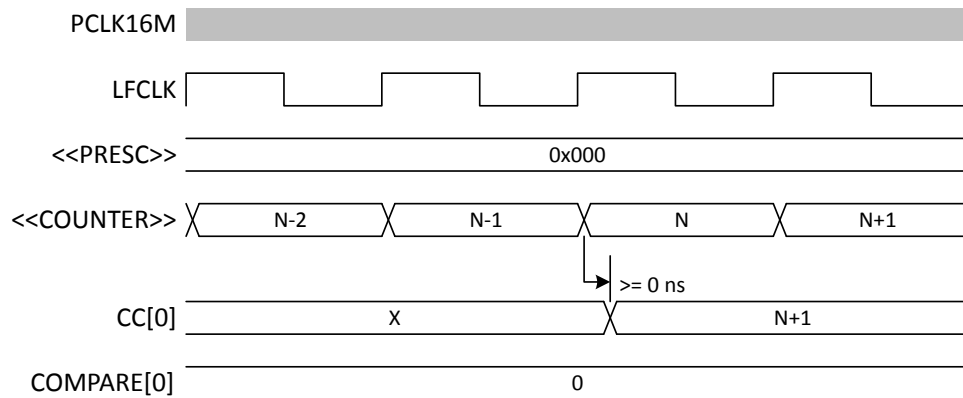 PCLK16M
LFCLK
<<PRESC>> 0x000
<<COUNTER>> N-2 N-1 N N+1
>= 0 ns
CC[0] X N+1
COMPARE[0] 0